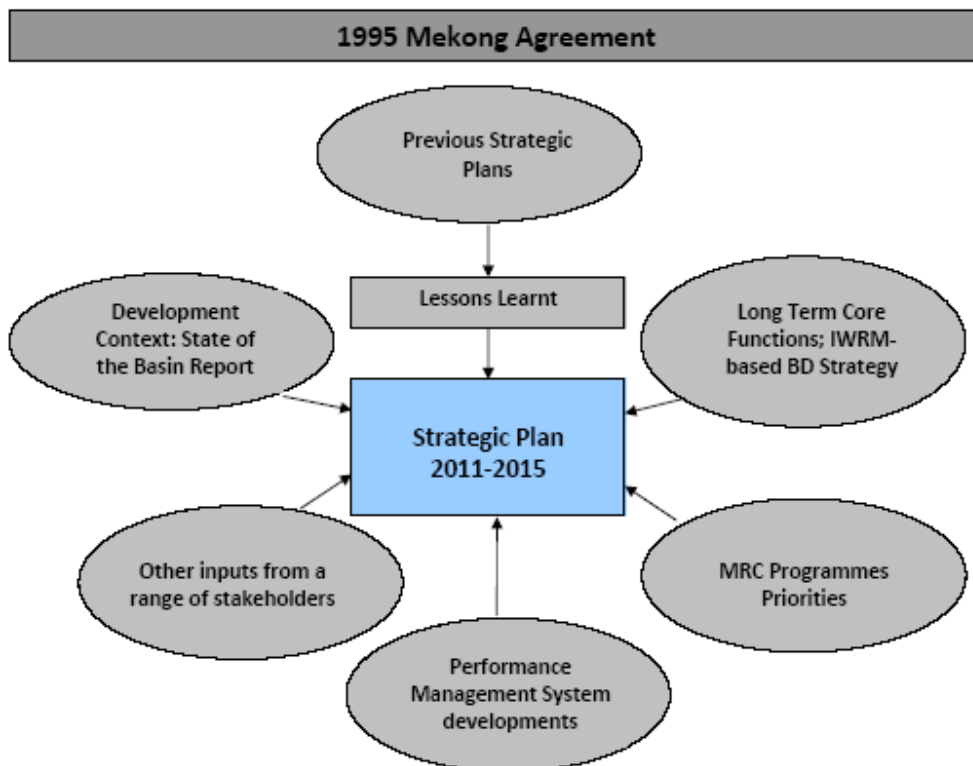 1995 Mekong Agreement
Previous Strategic
Plans
Lessons Learnt
Development
Context: State of
the Basin Report
Long Term Core
Functions; IWRM-
based BD Strategy
Strategic Plan
2011-2015
Other inputs from a
range of stakeholders
MRC Programmes
Priorities
Performance
Management System
developments